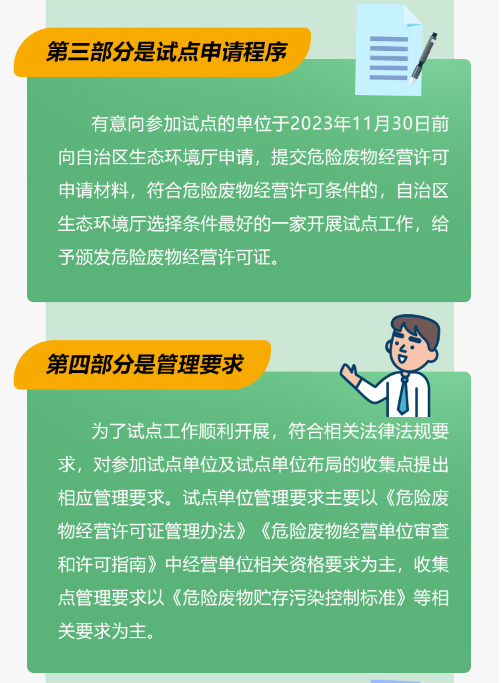 第三部分是试点申请程序
有意向参加试点的单位于2023年11月30日前
向自治区生态环境厅申请，提交危险废物经营许可
申请材料，符合危险废物经营许可条件的，自治区
生态环境厅选择条件最好的一家开展试点工作，给
予颁发危险废物经营许可证。
第四部分是管理要求
为了试点工作顺利开展，符合相关法律法规要
求，对参加试点单位及试点单位布局的收集点提出
相应管理要求。试点单位管理要求主要以《危险废
物经营许可证管理办法》《危险废物经营单位审查
和许可指南》中经营单位相关资格要求为主，收集
点管理要求以《危险废物贮存污染控制标准》等相
关要求为主。